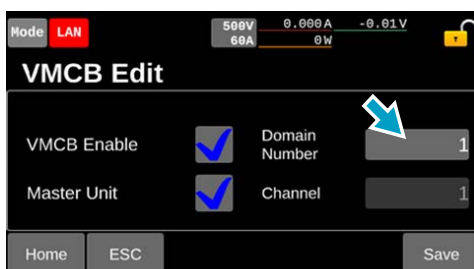 Mode LAN 500V 0.000A -0.01V
60A 0W
VMCB Edit
VMCB Enable Domain Number 1
Master Unit Channel 1
Home ESC Save